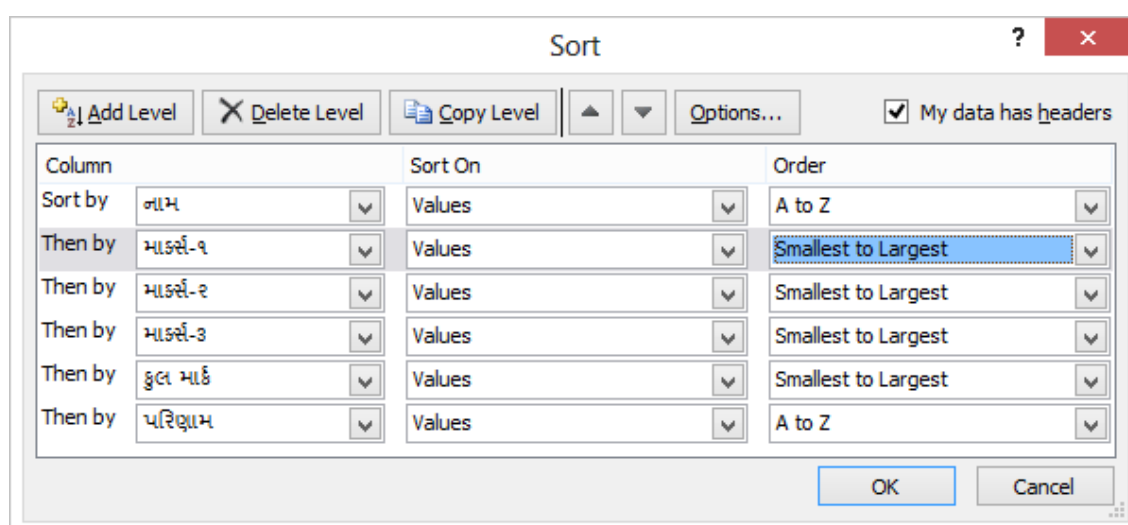 Sort ?
Add Level Delete Level Copy Level Options... My data has headers
Column Sort On Order
Sort by નામ Values A to Z
Then by માર્ક્સ-૧ Values Smallest to Largest
Then by માર્ક્સ-૨ Values Smallest to Largest
Then by માર્ક્સ-૩ Values Smallest to Largest
Then by કુલ માર્ક Values Smallest to Largest
Then by પરિણામ Values A to Z
OK Cancel